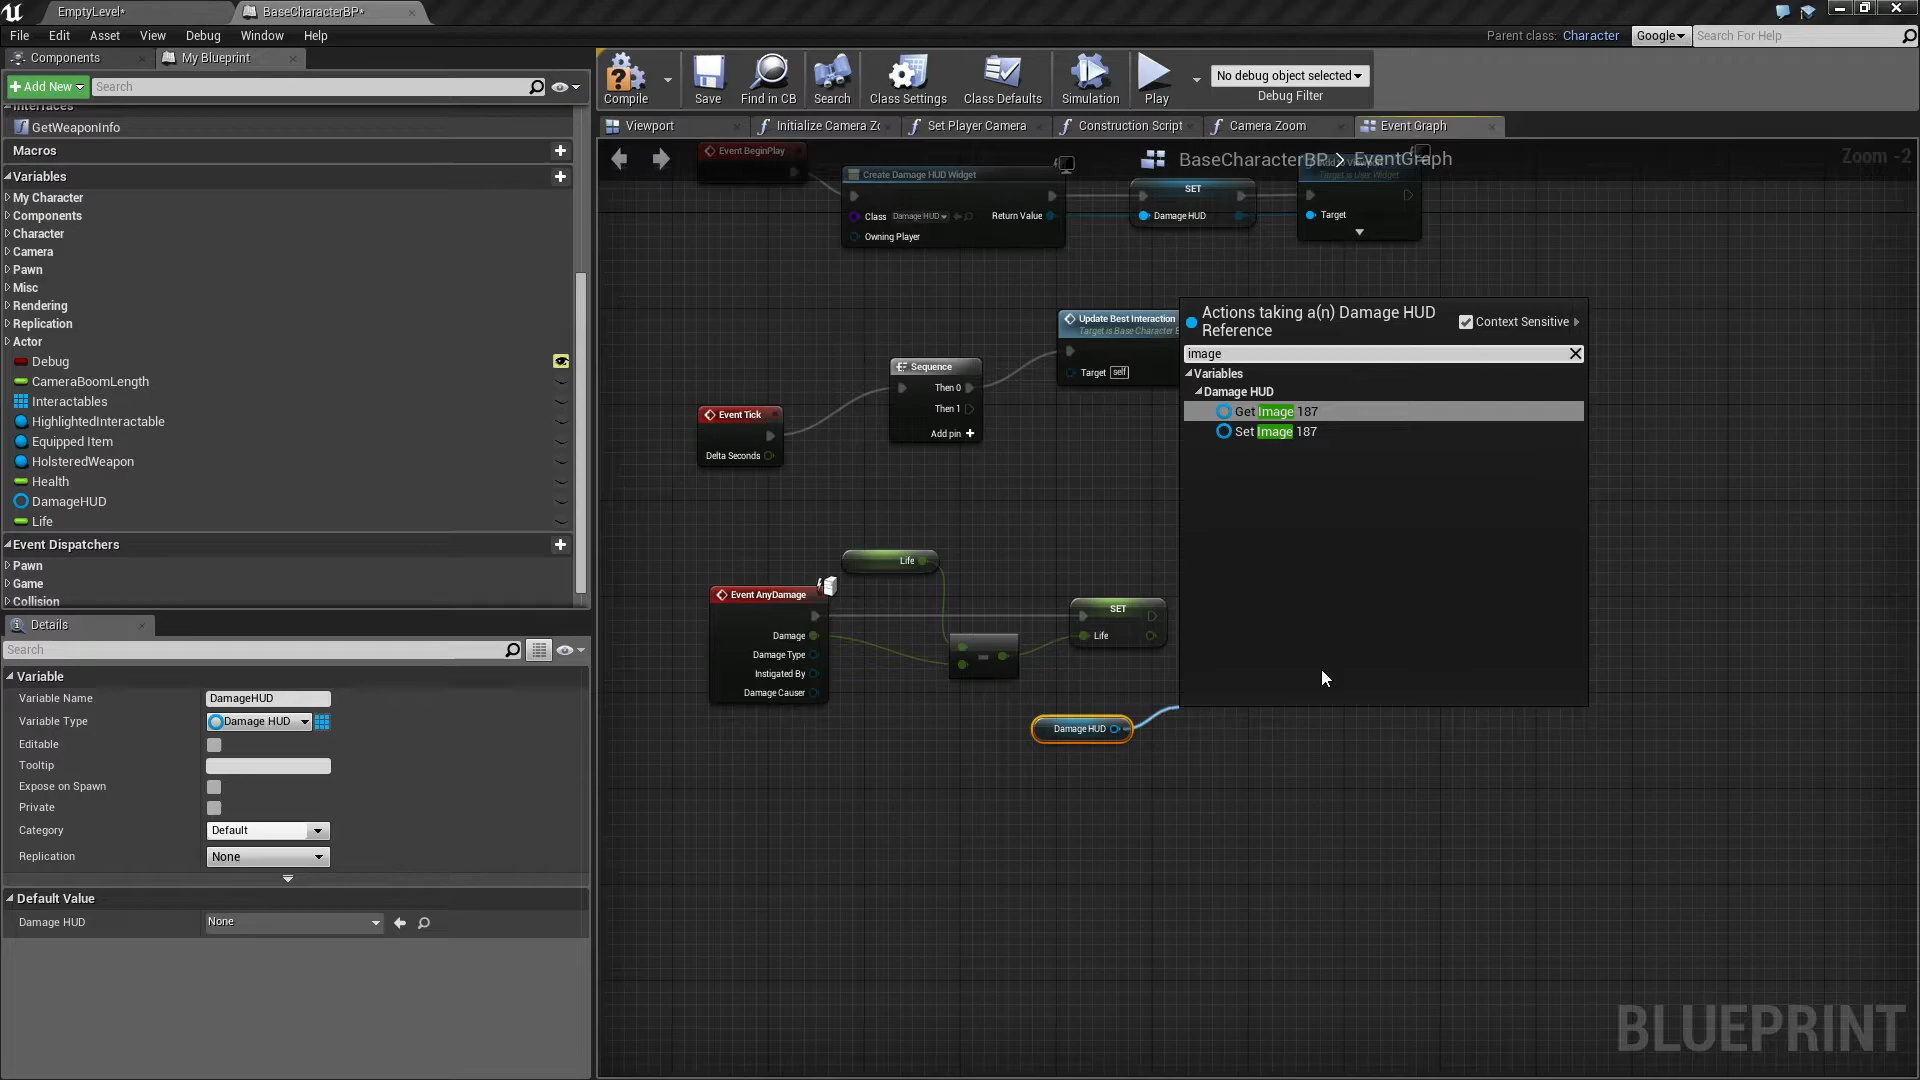 EmptyLevel*
BaseCharacterBP*
File Edit Asset View Debug Window Help
Parent class: Character Google Search For Help
Components My Blueprint
Add New Search
Interfaces
GetWeaponInfo
Macros
Variables
My Character
Components
Character
Camera
Pawn
Misc
Rendering
Replication
Actor
Debug
CameraBoomLength
Interactables
HighlightedInteractable
Equipped Item
HolsteredWeapon
Health
DamageHUD
Life
Event Dispatchers
Pawn
Game
Collision
Details
Search
Variable
Variable Name DamageHUD
Variable Type Damage HUD
Editable
Tooltip
Expose on Spawn
Private
Category Default
Replication None
Default Value
Damage HUD None
Compile Save Find in CB Search Class Settings Class Defaults Simulation Play
No debug object selected
Debug Filter
Viewport Initialize Camera Zo Set Player Camera Construction Script Camera Zoom Event Graph
BaseCharacterBP > EventGraph
Zoom -2
Event BeginPlay
Create Damage HUD Widget
Class Damage HUD Return Value
Owning Player
SET
Damage HUD
Target is User Widget
Target
Update Best Interaction
Target is Base Character
Target self
Sequence
Then 0
Then 1
Add pin
Event Tick
Delta Seconds
Actions taking a(n) Damage HUD
Reference
Context Sensitive
image
Variables
Damage HUD
Get Image 187
Set Image 187
Life
Event AnyDamage
Damage
Damage Type
Instigated By
Damage Causer
SET
Life
Damage HUD
BLUEPRINT